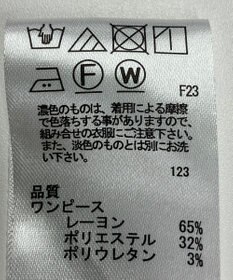 F
W
F23
濃色のものは、着用による摩擦
で色落ちする事がありますので、
組み合せの衣服にご注意下さい。
また、淡色のものとは別にお洗
い下さい。
123
品質
ワンピース
レーヨン 65%
ポリエステル 32%
ポリウレタン 3%